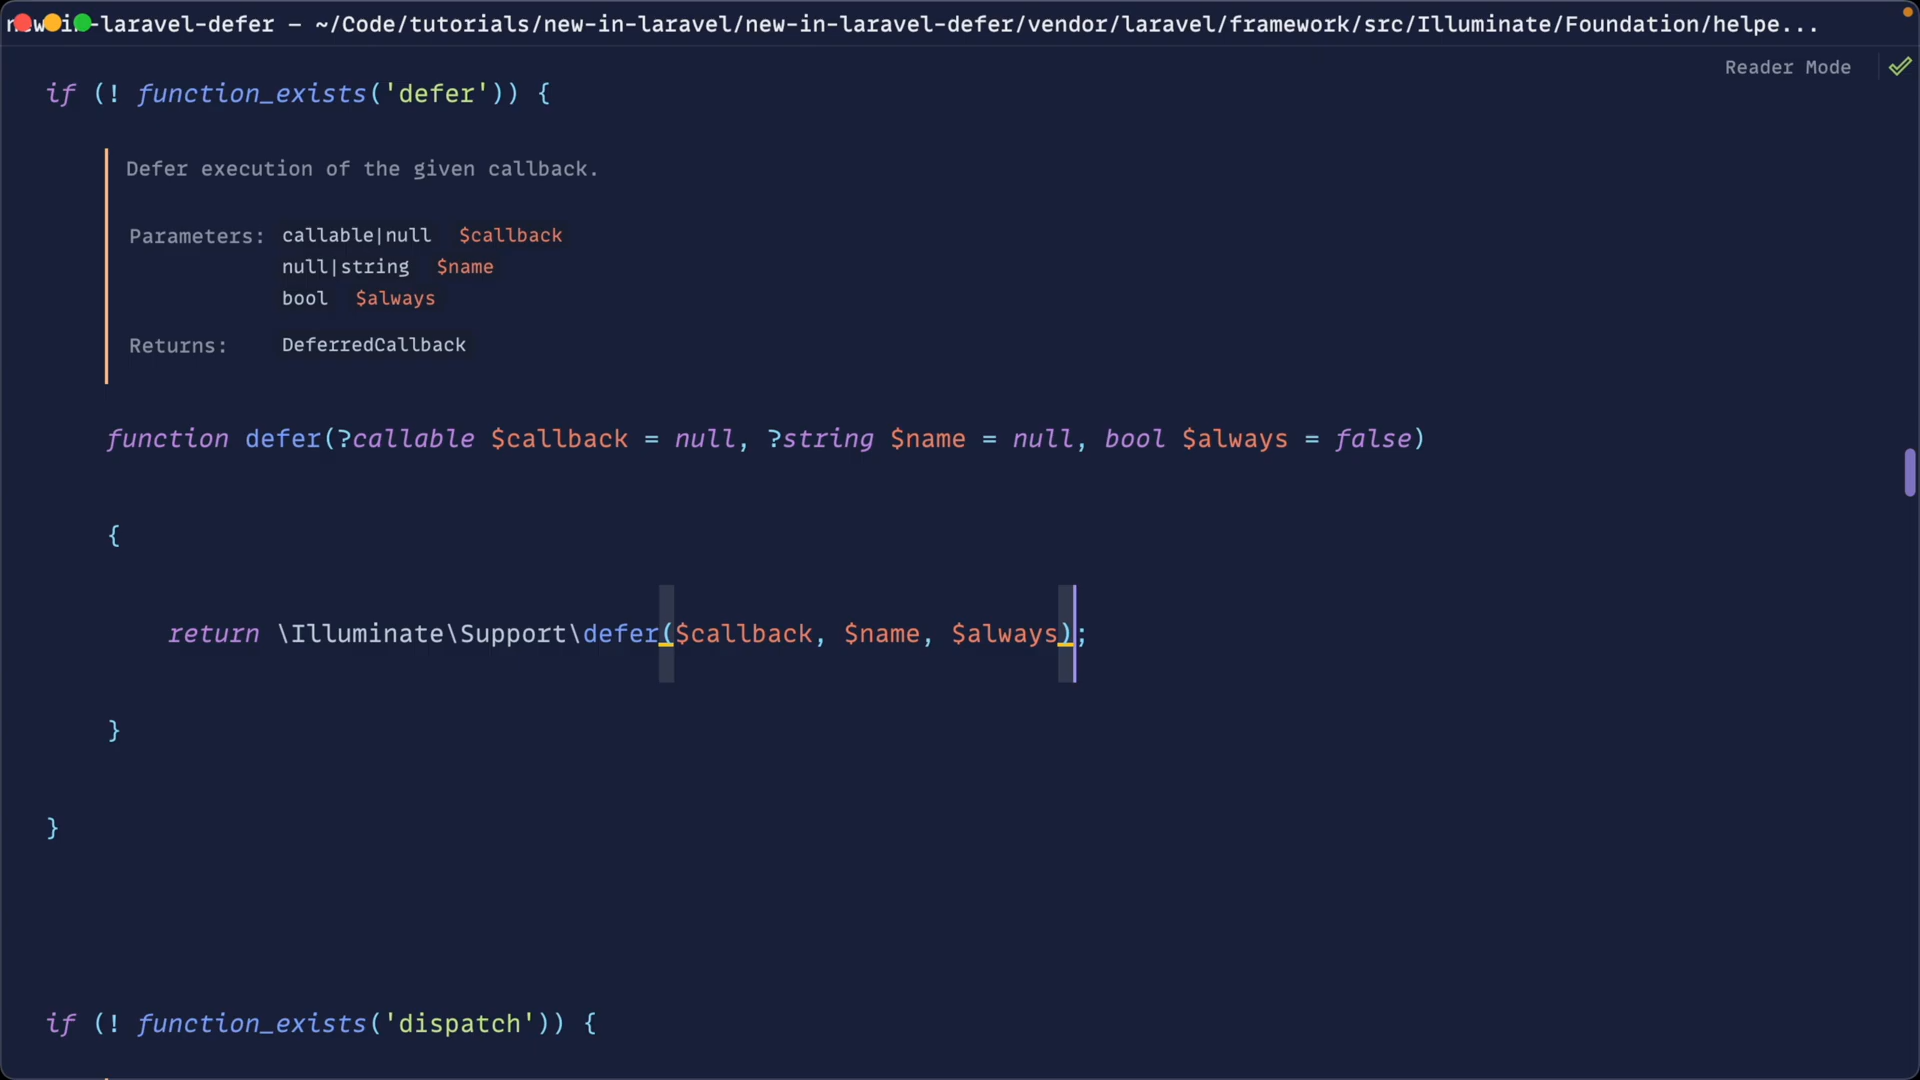 new-in-laravel-defer – ~/Code/tutorials/new-in-laravel/new-in-laravel-defer/vendor/laravel/framework/src/Illuminate/Foundation/helpe...
Reader Mode
if (! function_exists('defer')) {
Defer execution of the given callback.
Parameters: callable|null $callback
null|string $name
bool $always
Returns: DeferredCallback
function defer(?callable $callback = null, ?string $name = null, bool $always = false)
{
return \Illuminate\Support\defer($callback, $name, $always);
}
}
if (! function_exists('dispatch')) {